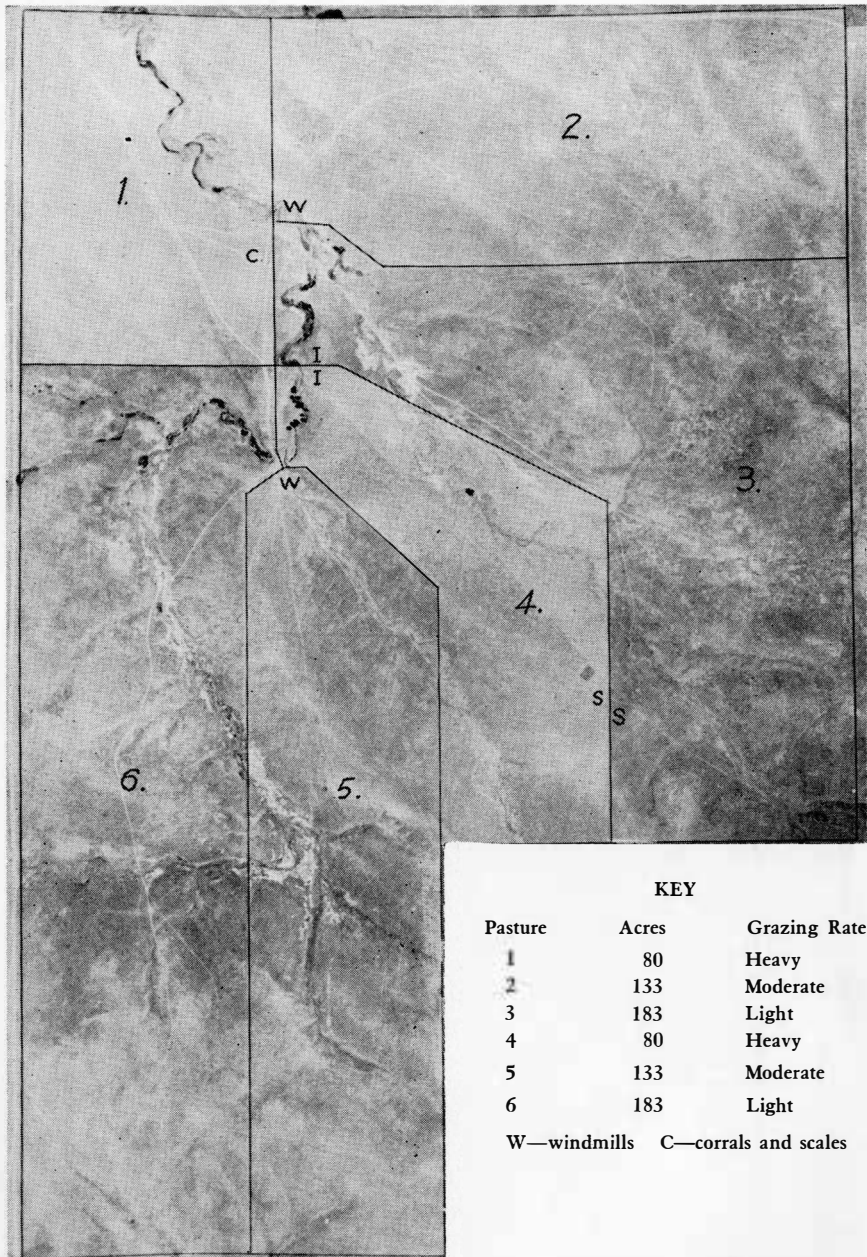 2.
1.
W
C
I
I
W
3.
4.
S
S
6.
5.
KEY
Pasture Acres Grazing Rate
1 80 Heavy
2 133 Moderate
3 183 Light
4 80 Heavy
5 133 Moderate
6 183 Light
W—windmills C—corrals and scales